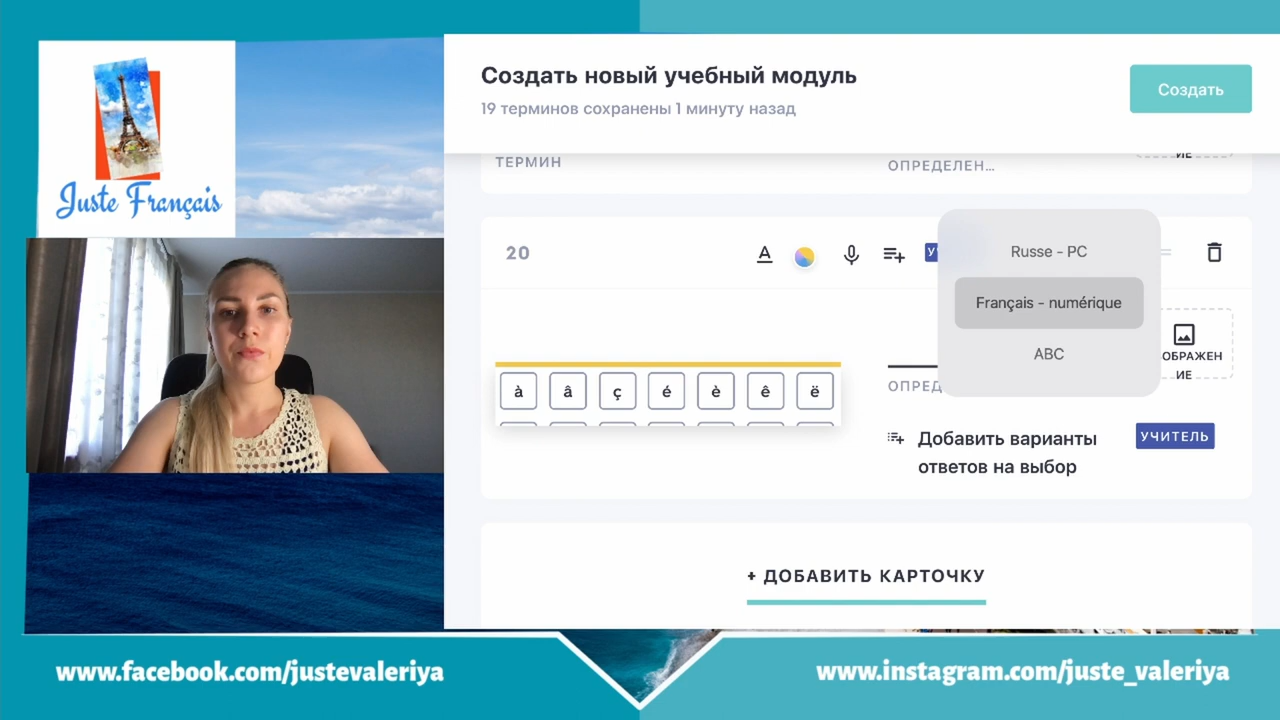 Juste Français
Создать новый учебный модуль
19 терминов сохранены 1 минуту назад
Создать
ТЕРМИН
ОПРЕДЕЛЕН...
ИЕ
20
A
У
Russe - PC
Français - numérique
ABC
à â ç é è ê ë
ОПРЕД
ОБРАЖЕН
ИЕ
Добавить варианты
ответов на выбор
УЧИТЕЛЬ
+ ДОБАВИТЬ КАРТОЧКУ
www.facebook.com/justevaleriya
www.instagram.com/juste_valeriya